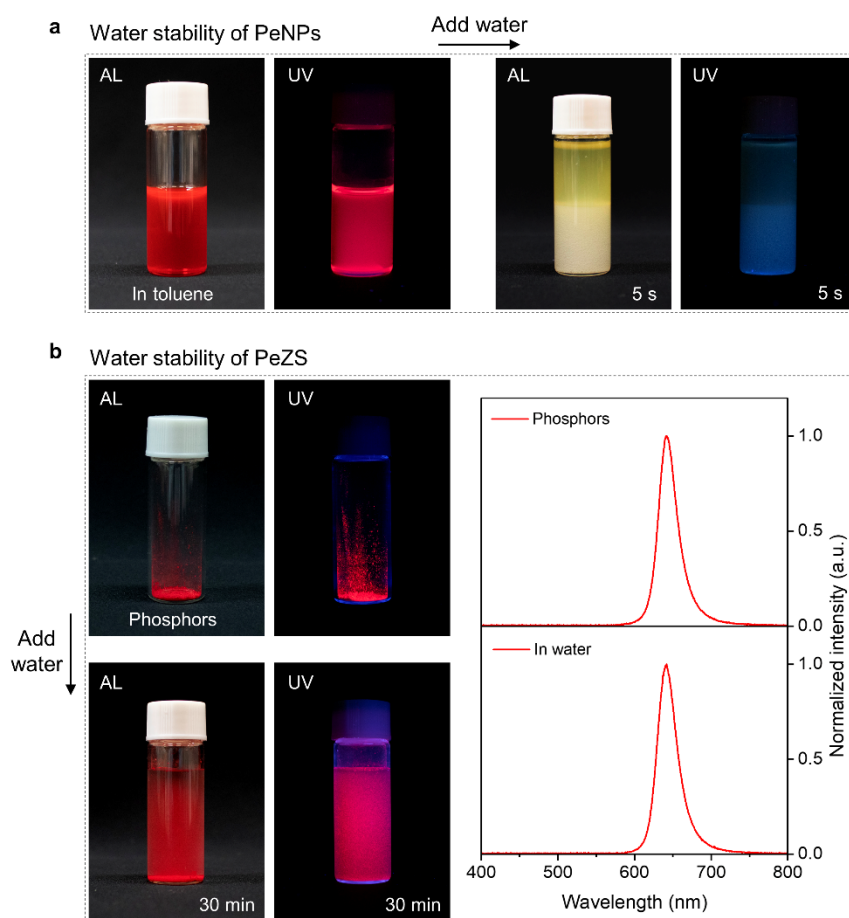 a Water stability of PeNPs
Add water
AL
UV
AL
UV
In toluene
5 s
5 s
b Water stability of PeZS
AL
UV
Phosphors
Add
water
AL
UV
30 min
30 min
Phosphors
1.0
0.5
0.0
In water
1.0
0.5
0.0
Normalized intensity (a.u.)
400 500 600 700 800
Wavelength (nm)